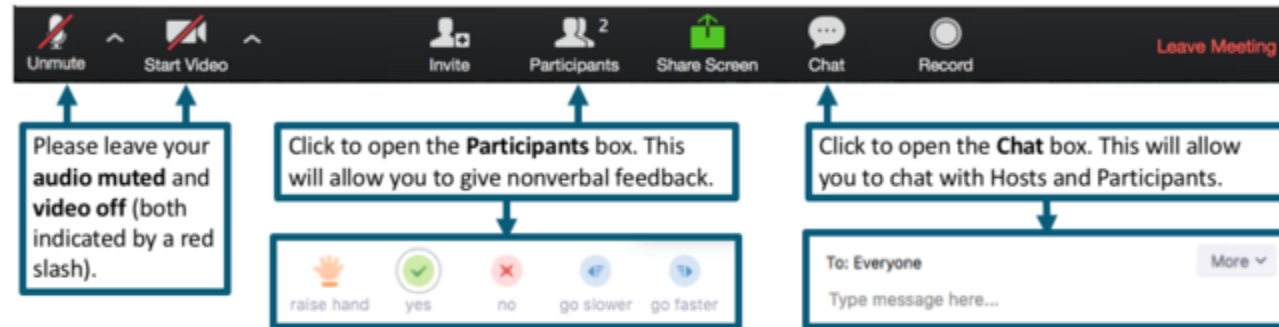 Unmute
Start Video
Invite
Participants
2
Share Screen
Chat
Record
Leave Meeting
Please leave your
audio muted and
video off (both
indicated by a red
slash).
Click to open the Participants box. This
will allow you to give nonverbal feedback.
raise hand
yes
no
go slower
go faster
Click to open the Chat box. This will allow
you to chat with Hosts and Participants.
To: Everyone
More
Type message here...